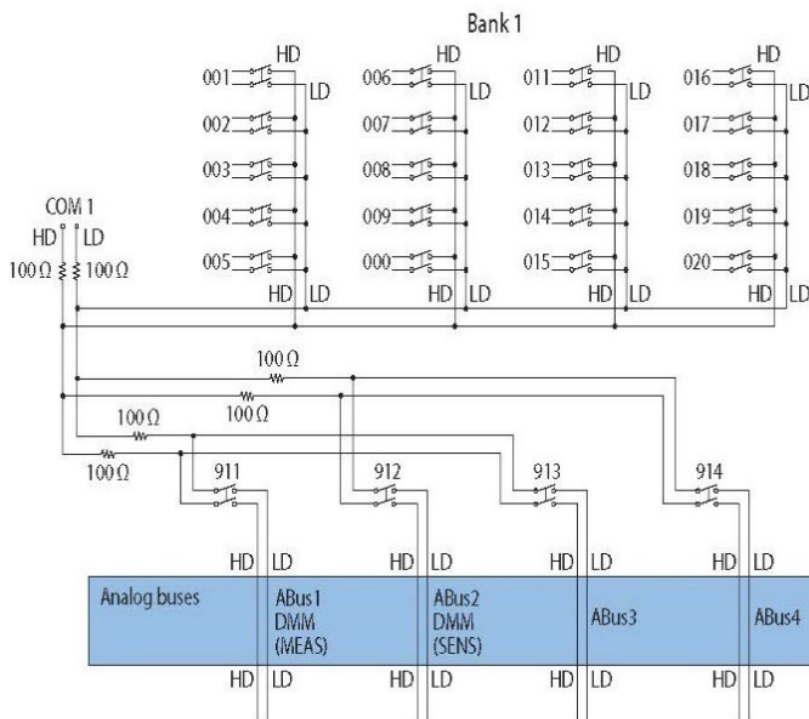 Bank 1
HD HD HD HD
001 006 011 016
LD LD LD LD
002 007 012 017
003 008 013 018
COM 1
004 009 014 019
HD LD
100 Ω 100 Ω
005 000 015 020
HD LD HD LD HD LD HD LD
100 Ω
100 Ω
100 Ω
100 Ω
911 912 913 914
HD LD HD LD HD LD HD LD
Analog buses
ABus1
DMM
(MEAS)
ABus2
DMM
(SENS)
ABus3
ABus4
HD LD HD LD HD LD HD LD